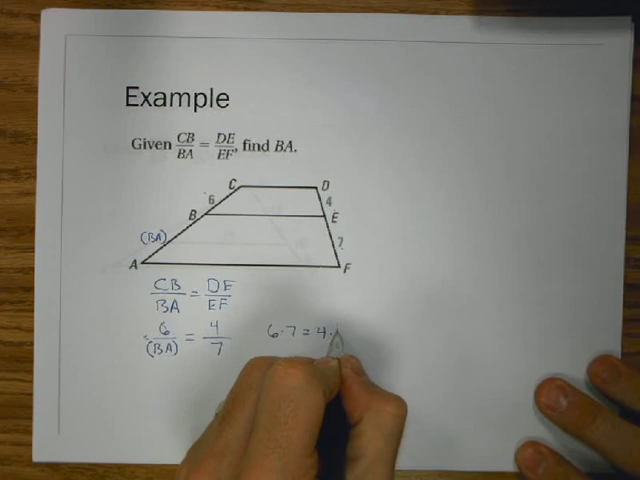 Example
Given CB/BA = DE/EF, find BA.
C D
6 4
B E
(BA) 7
A F
CB/BA = DE/EF
6/(BA) = 4/7 6·7 = 4·